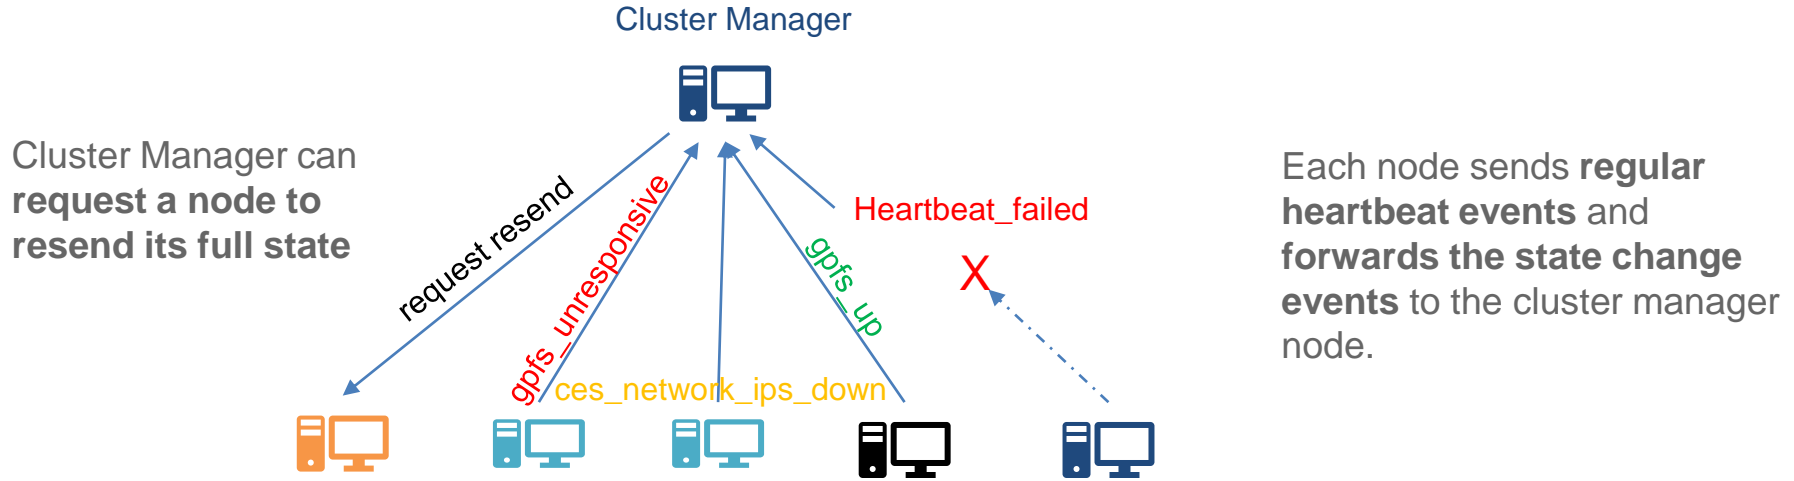 Cluster Manager
Cluster Manager can
request a node to
resend its full state
request resend
gpfs_unresponsive
ces_network_ips_down
gpfs_up
Heartbeat_failed
X
Each node sends regular
heartbeat events and
forwards the state change
events to the cluster manager
node.